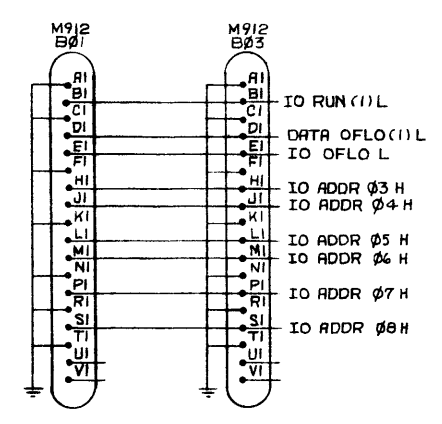 M912 M912
BØ1 BØ3
A1 A1
B1 B1 IO RUN (1) L
C1 C1
D1 D1 DATA OFLO (1) L
E1 E1 IO OFLO L
F1 F1
H1 H1 IO ADDR Ø3 H
J1 J1 IO ADDR Ø4 H
K1 K1
L1 L1 IO ADDR Ø5 H
M1 M1 IO ADDR Ø6 H
N1 N1
P1 P1 IO ADDR Ø7 H
R1 R1
S1 S1 IO ADDR Ø8 H
T1 T1
U1 U1
V1 V1